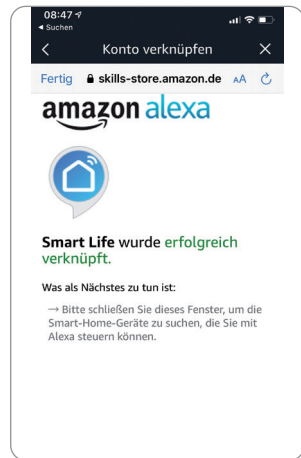 08:47
◄ Suchen
Konto verknüpfen
Fertig skills-store.amazon.de AA
amazon alexa
Smart Life wurde erfolgreich
verknüpft.
Was als Nächstes zu tun ist:
→ Bitte schließen Sie dieses Fenster, um die
Smart-Home-Geräte zu suchen, die Sie mit
Alexa steuern können.